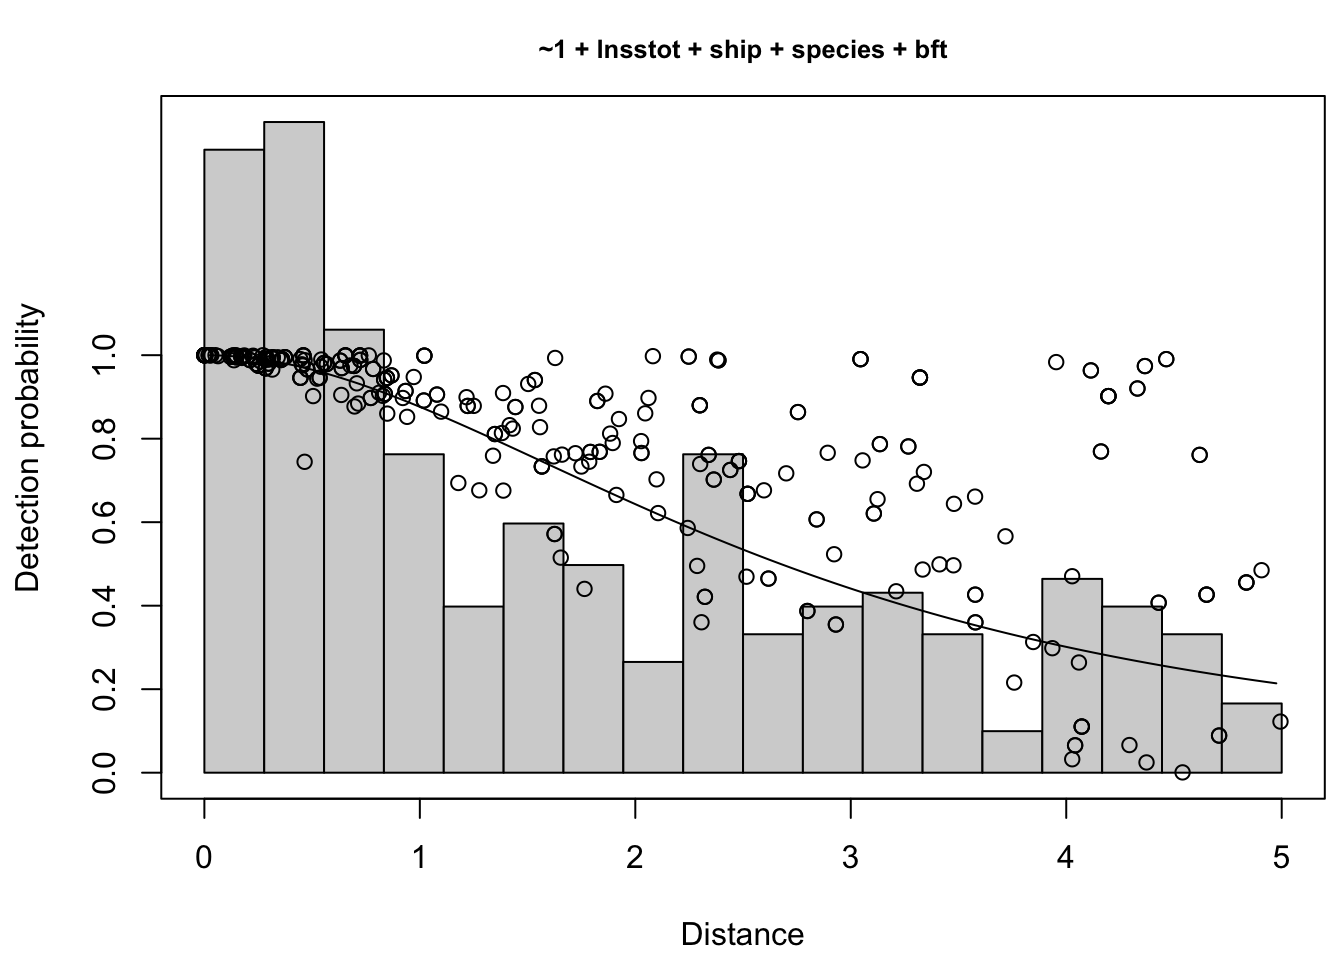 ~1 + lnsstot + ship + species + bft
Detection probability
1.0
0.8
0.6
0.4
0.2
0.0
0 1 2 3 4 5
Distance